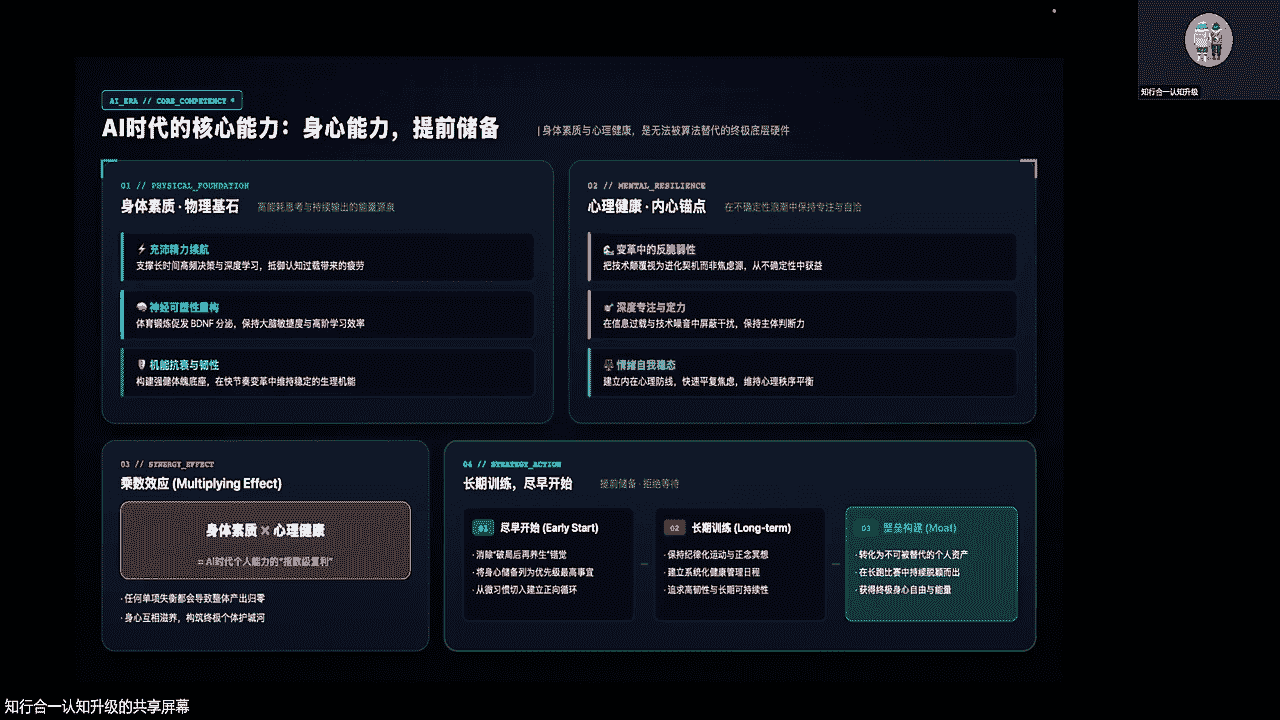 知行合一认知升级
AI_ERA // CORE_COMPETENCY
AI时代的核心能力：身心能力，提前储备
| 身体素质与心理健康，是无法被算法替代的终极底层硬件
01 // PHYSICAL_FOUNDATION
身体素质·物理基石
高能耗思考与持续输出的能量源泉
充沛精力续航
支撑长时间高频决策与深度学习，抵御认知过载带来的疲劳
神经可塑性重构
体育锻炼促发 BDNF 分泌，保持大脑敏捷度与高阶学习效率
机能抗衰与韧性
构建强健体魄底座，在快节奏变革中维持稳定的生理机能
02 // MENTAL_RESILIENCE
心理健康·内心锚点
在不确定性浪潮中保持专注与自洽
变革中的反脆弱性
把技术颠覆视为进化契机而非焦虑源，从不确定性中获益
深度专注与定力
在信息过载与技术噪音中屏蔽干扰，保持主体判断力
情绪自我稳态
建立内在心理防线，快速平复焦虑，维持心理秩序平衡
03 // SYNERGY_EFFECT
乘数效应 (Multiplying Effect)
身体素质 × 心理健康
= AI时代个人能力的“指数级复利”
·任何单项失衡都会导致整体产出归零
·身心互相滋养，构筑终极个体护城河
04 // STRATEGY_ACTION
长期训练，尽早开始
提前储备·拒绝等待
01 尽早开始 (Early Start)
·消除“破局后再养生”错觉
·将身心储备列为优先级最高事宜
·从微习惯切入建立正向循环
02 长期训练 (Long-term)
·保持纪律化运动与正念冥想
·建立系统化健康管理日程
·追求高韧性与长期可持续性
03 壁垒构建 (Moat)
·转化为不可被替代的个人资产
·在长跑比赛中持续脱颖而出
·获得终极身心自由与能量
知行合一认知升级的共享屏幕